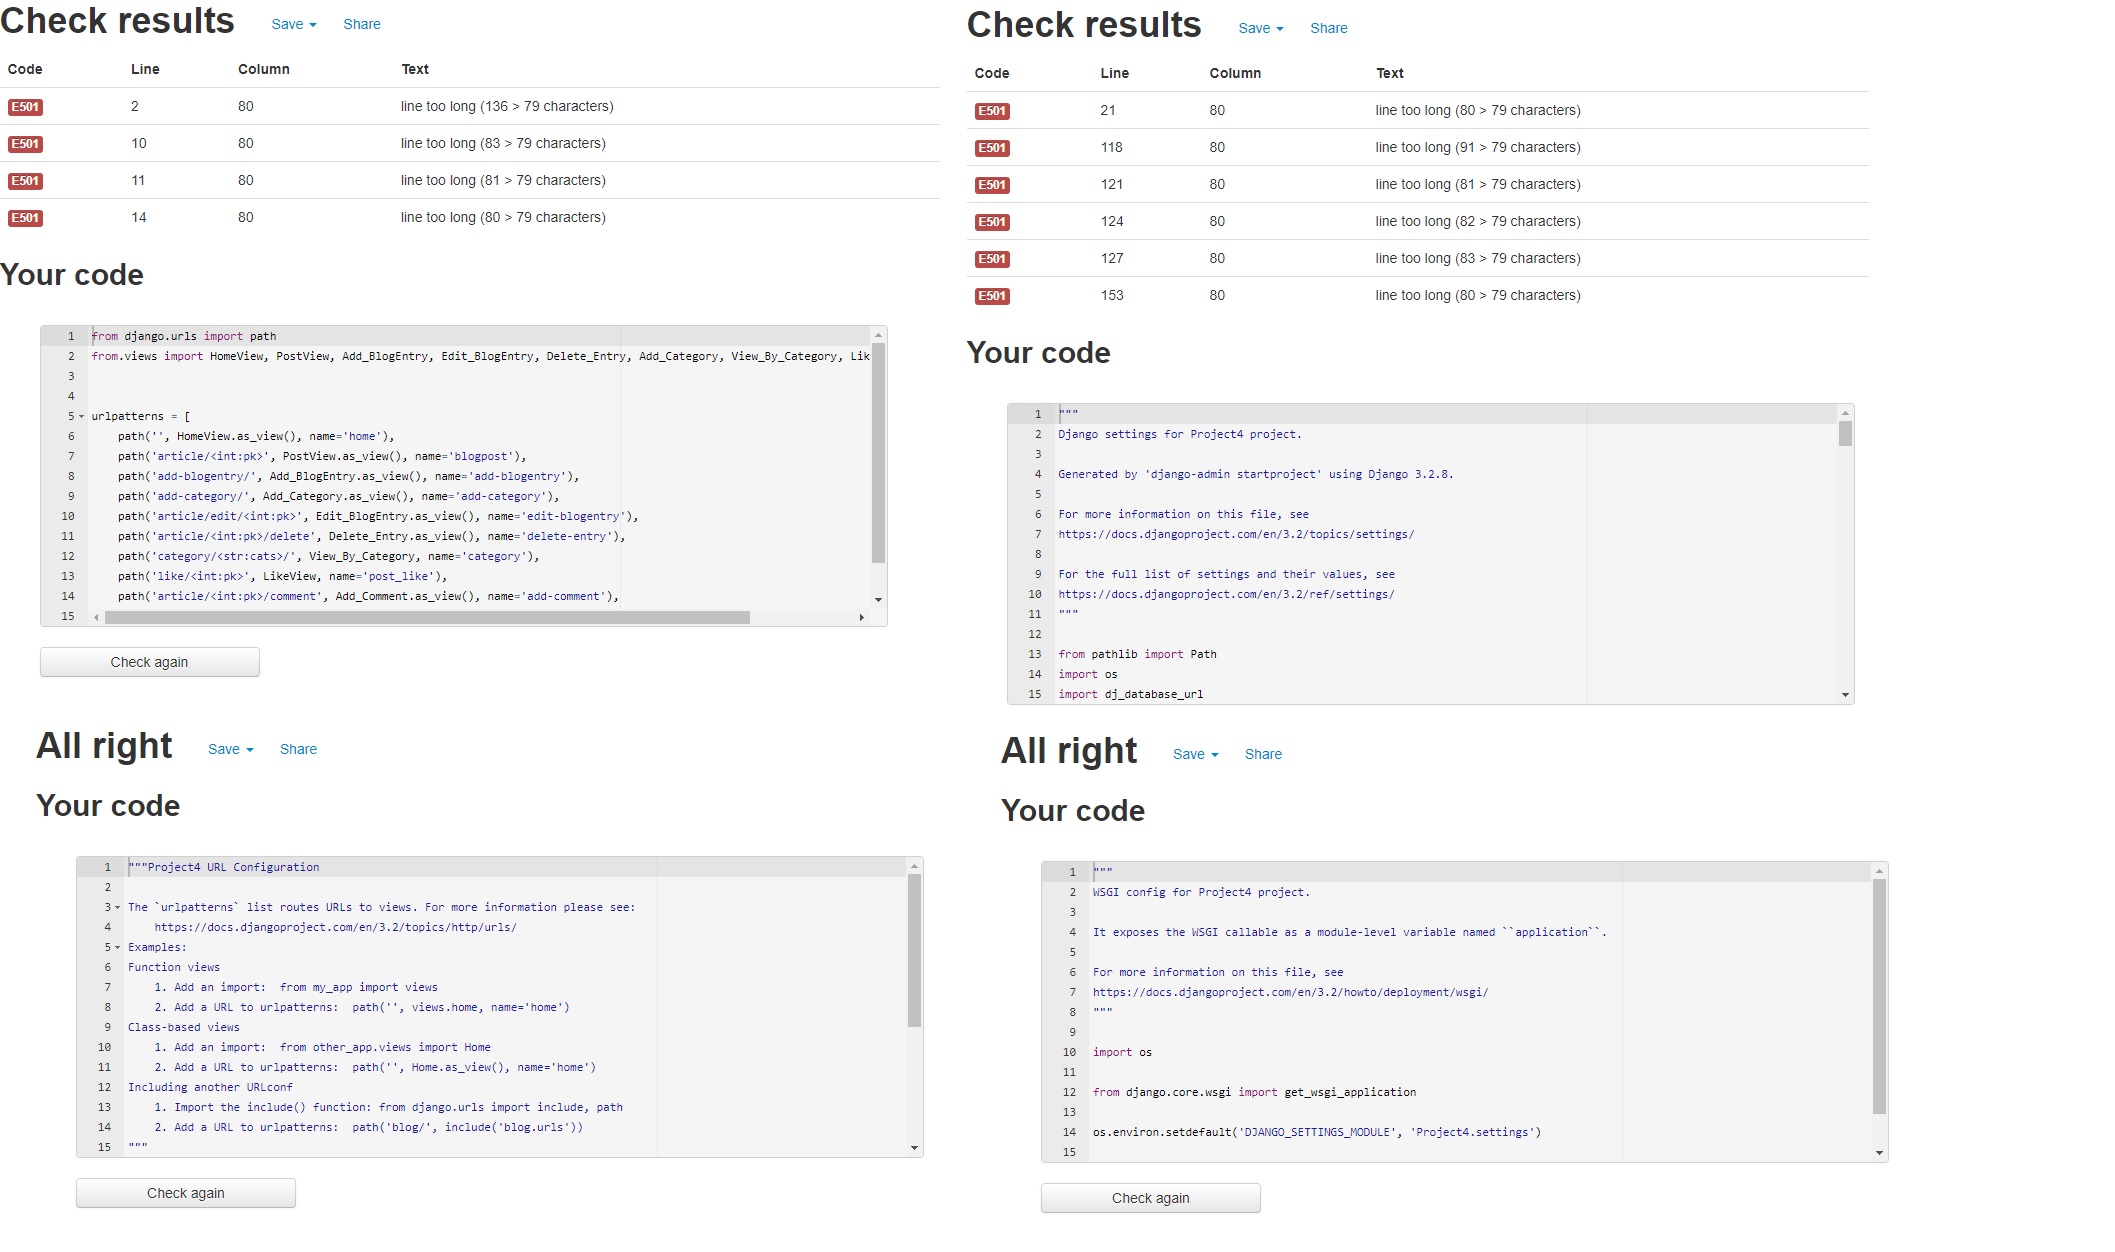 Check results Save Share
Code Line Column Text
E501 2 80 line too long (136 > 79 characters)
E501 10 80 line too long (83 > 79 characters)
E501 11 80 line too long (81 > 79 characters)
E501 14 80 line too long (80 > 79 characters)
Your code
1 from django.urls import path
2 from.views import HomeView, PostView, Add_BlogEntry, Edit_BlogEntry, Delete_Entry, Add_Category, View_By_Category, Lik
3
4
5 urlpatterns = [
6 path('', HomeView.as_view(), name='home'),
7 path('article/<int:pk>', PostView.as_view(), name='blogpost'),
8 path('add-blogentry/', Add_BlogEntry.as_view(), name='add-blogentry'),
9 path('add-category/', Add_Category.as_view(), name='add-category'),
10 path('article/edit/<int:pk>', Edit_BlogEntry.as_view(), name='edit-blogentry'),
11 path('article/<int:pk>/delete', Delete_Entry.as_view(), name='delete-entry'),
12 path('category/<str:cats>/', View_By_Category, name='category'),
13 path('like/<int:pk>', LikeView, name='post_like'),
14 path('article/<int:pk>/comment', Add_Comment.as_view(), name='add-comment'),
15
Check again
Check results Save Share
Code Line Column Text
E501 21 80 line too long (80 > 79 characters)
E501 118 80 line too long (91 > 79 characters)
E501 121 80 line too long (81 > 79 characters)
E501 124 80 line too long (82 > 79 characters)
E501 127 80 line too long (83 > 79 characters)
E501 153 80 line too long (80 > 79 characters)
Your code
1 """
2 Django settings for Project4 project.
3
4 Generated by 'django-admin startproject' using Django 3.2.8.
5
6 For more information on this file, see
7 https://docs.djangoproject.com/en/3.2/topics/settings/
8
9 For the full list of settings and their values, see
10 https://docs.djangoproject.com/en/3.2/ref/settings/
11 """
12
13 from pathlib import Path
14 import os
15 import dj_database_url
All right Save Share
Your code
1 """Project4 URL Configuration
2
3 The `urlpatterns` list routes URLs to views. For more information please see:
4 https://docs.djangoproject.com/en/3.2/topics/http/urls/
5 Examples:
6 Function views
7 1. Add an import:  from my_app import views
8 2. Add a URL to urlpatterns:  path('', views.home, name='home')
9 Class-based views
10 1. Add an import:  from other_app.views import Home
11 2. Add a URL to urlpatterns:  path('', Home.as_view(), name='home')
12 Including another URLconf
13 1. Import the include() function: from django.urls import include, path
14 2. Add a URL to urlpatterns:  path('blog/', include('blog.urls'))
15 """
Check again
All right Save Share
Your code
1 """
2 WSGI config for Project4 project.
3
4 It exposes the WSGI callable as a module-level variable named ``application``.
5
6 For more information on this file, see
7 https://docs.djangoproject.com/en/3.2/howto/deployment/wsgi/
8 """
9
10 import os
11
12 from django.core.wsgi import get_wsgi_application
13
14 os.environ.setdefault('DJANGO_SETTINGS_MODULE', 'Project4.settings')
15
Check again